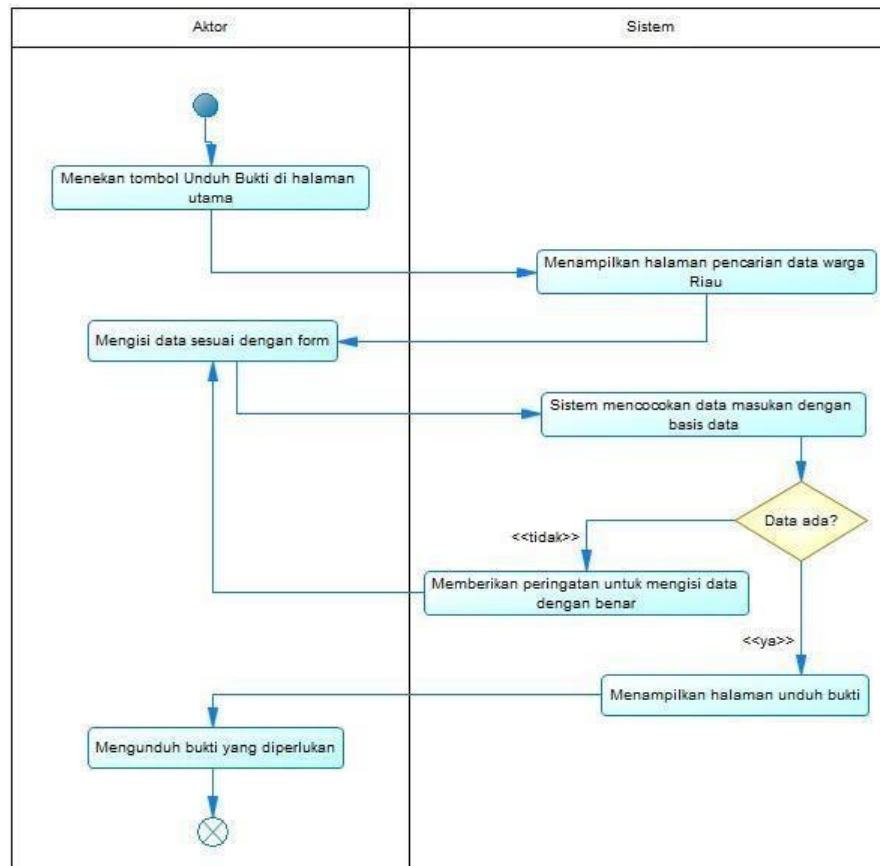 Aktor
Sistem
Menekan tombol Unduh Bukti di halaman
utama
Menampilkan halaman pencarian data warga
Riau
Mengisi data sesuai dengan form
Sistem mencocokan data masukan dengan
basis data
Data ada?
<<tidak>>
Memberikan peringatan untuk mengisi data
dengan benar
<<ya>>
Menampilkan halaman unduh bukti
Mengunduh bukti yang diperlukan